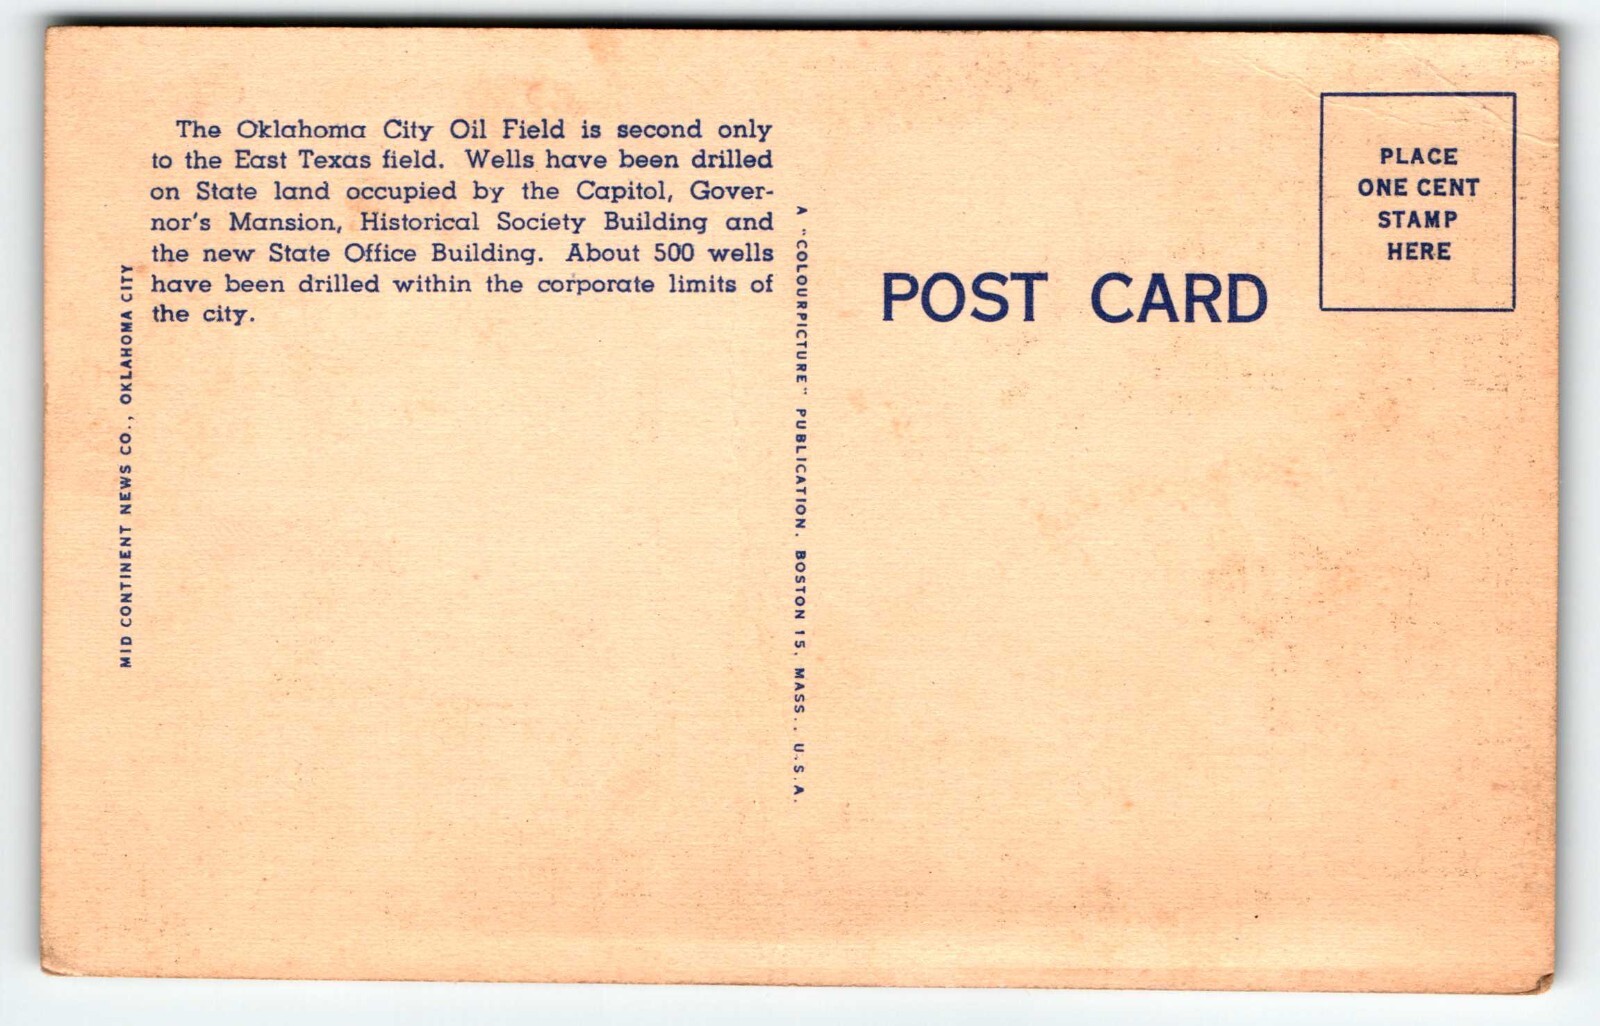 The Oklahoma City Oil Field is second only
to the East Texas field. Wells have been drilled
on State land occupied by the Capitol, Gover-
nor's Mansion, Historical Society Building and
the new State Office Building. About 500 wells
have been drilled within the corporate limits of
the city.
MID CONTINENT NEWS CO., OKLAHOMA CITY
A "COLOURPICTURE" PUBLICATION, BOSTON 15, MASS., U.S.A.
POST CARD
PLACE
ONE CENT
STAMP
HERE